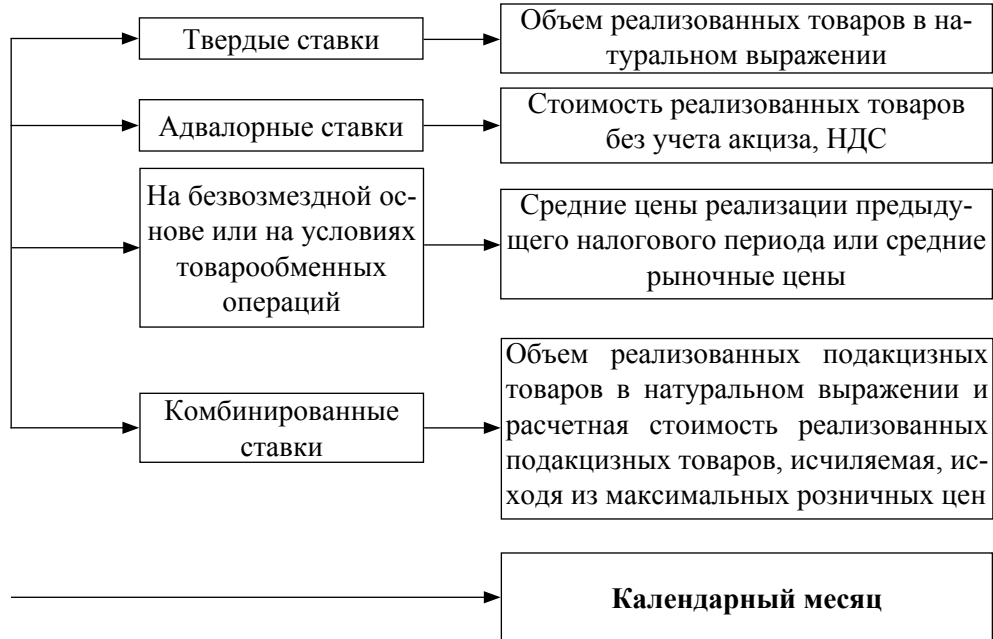 Твердые ставки
Объем реализованных товаров в на-
туральном выражении
Адвалорные ставки
Стоимость реализованных товаров
без учета акциза, НДС
На безвозмездной ос-
нове или на условиях
товарообменных
операций
Средние цены реализации предыду-
щего налогового периода или средние
рыночные цены
Комбинированные
ставки
Объем реализованных подакцизных
товаров в натуральном выражении и
расчетная стоимость реализованных
подакцизных товаров, исчиляемая, ис-
ходя из максимальных розничных цен
Календарный месяц